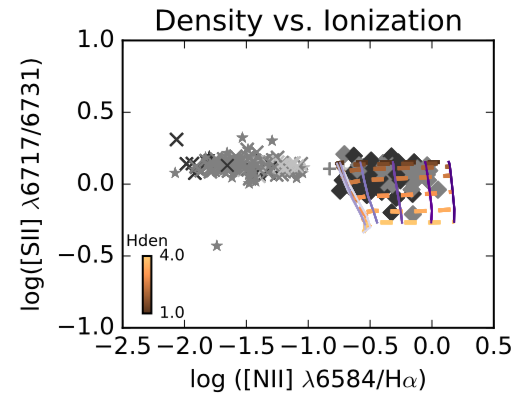 Density vs. Ionization
log([SII] λ6717/6731)
1.0
0.5
0.0
−0.5
−1.0
Hden
4.0
1.0
−2.5 −2.0 −1.5 −1.0 −0.5 0.0 0.5
log ([NII] λ6584/Hα)